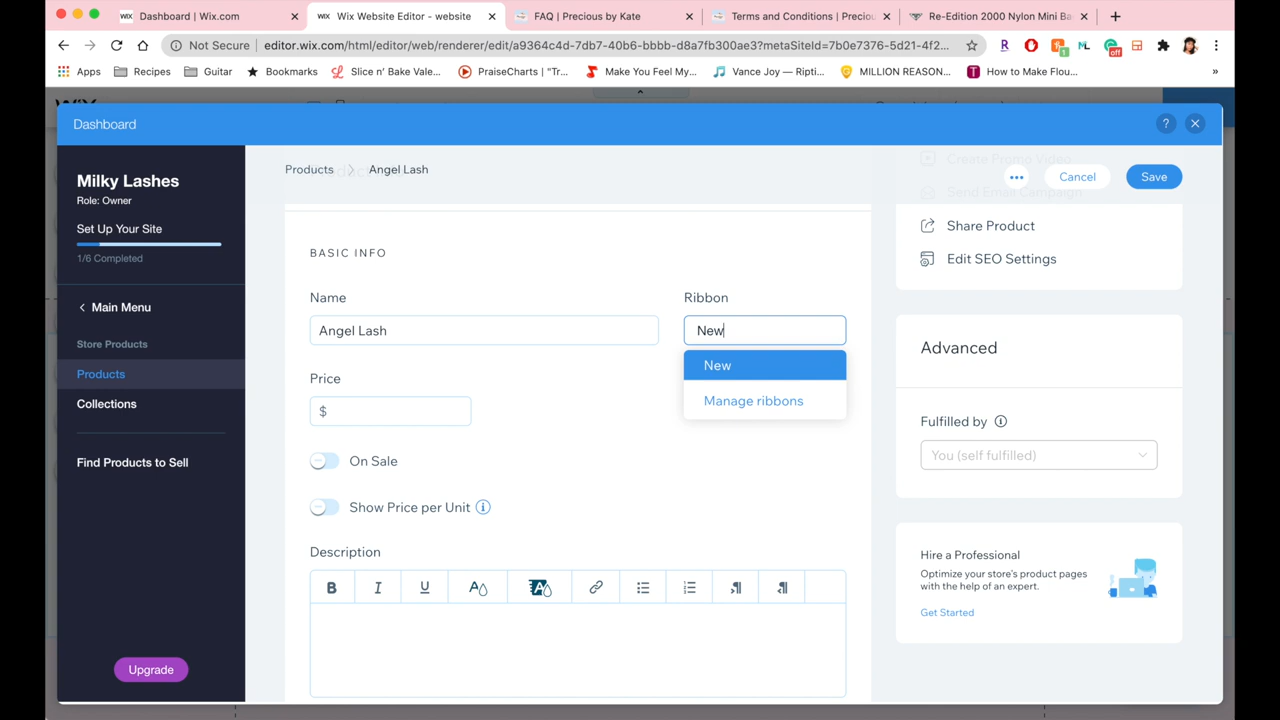 Dashboard | Wix.com
Wix Website Editor - website
FAQ | Precious by Kate
Terms and Conditions | Preciou
Re-Edition 2000 Nylon Mini Ba
Not Secure
editor.wix.com/html/editor/web/renderer/edit/a9364c4d-7db7-40b6-bbbb-d8a7fb300ae3?metaSiteId=7b0e7376-5d21-4f2...
Apps
Recipes
Guitar
Bookmarks
Slice n' Bake Vale...
PraiseCharts | "Tr...
Make You Feel My...
Vance Joy — Ripti...
MILLION REASON...
How to Make Flou...
»
Dashboard
?
Milky Lashes
Role: Owner
Set Up Your Site
1/6 Completed
Main Menu
Store Products
Products
Collections
Find Products to Sell
Upgrade
Products > Angel Lash
Create Promo Video
Send Email Campaign
Cancel
Save
BASIC INFO
Name
Angel Lash
Ribbon
New
New
Manage ribbons
Price
$
On Sale
Show Price per Unit
Description
B I U
Share Product
Edit SEO Settings
Advanced
Fulfilled by
You (self fulfilled)
Hire a Professional
Optimize your store's product pages
with the help of an expert.
Get Started